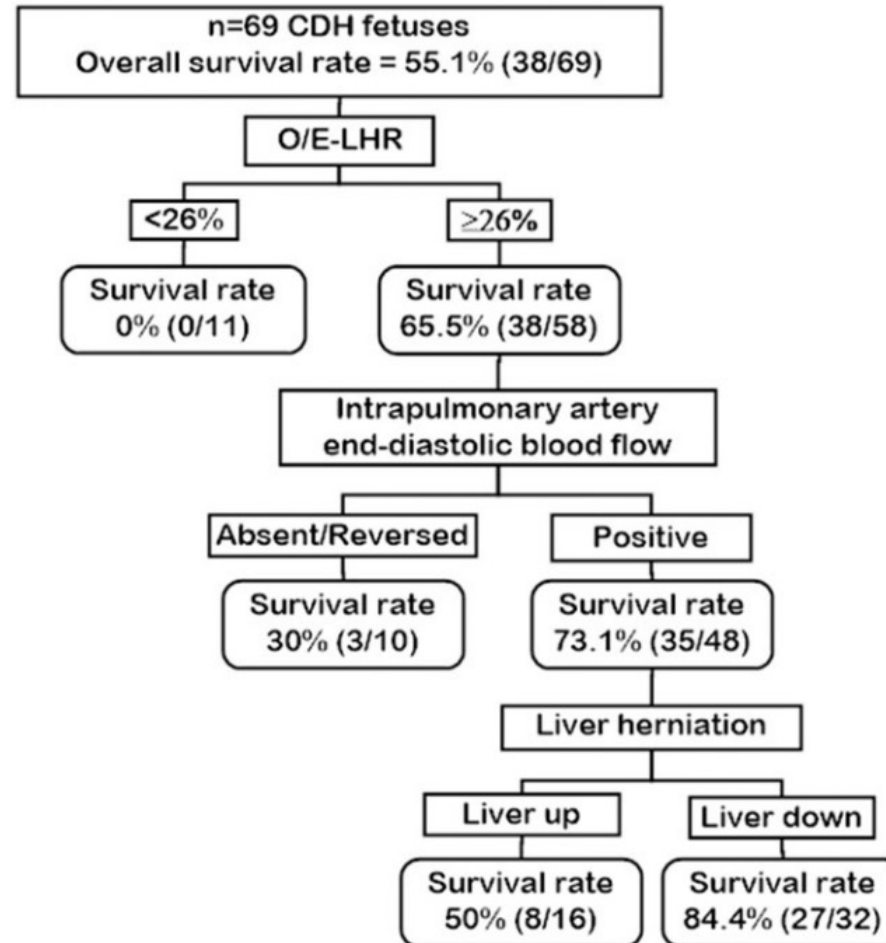 n=69 CDH fetuses
Overall survival rate = 55.1% (38/69)
O/E-LHR
<26%
≥26%
Survival rate
0% (0/11)
Survival rate
65.5% (38/58)
Intrapulmonary artery
end-diastolic blood flow
Absent/Reversed
Positive
Survival rate
30% (3/10)
Survival rate
73.1% (35/48)
Liver herniation
Liver up
Liver down
Survival rate
50% (8/16)
Survival rate
84.4% (27/32)